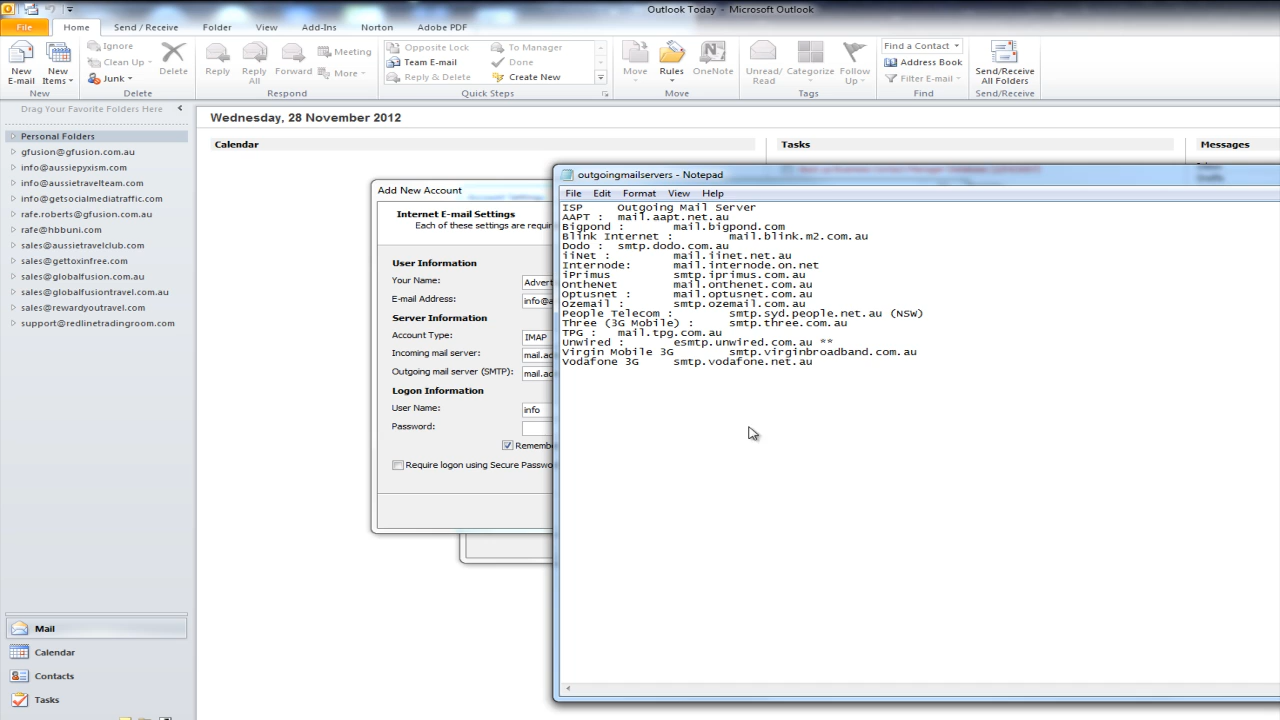 Outlook Today - Microsoft Outlook
File Home Send / Receive Folder View Add-Ins Norton Adobe PDF
New E-mail
New Items
New
Ignore
Clean Up
Junk
Delete
Delete
Reply
Reply All
Forward
Meeting
More
Respond
Opposite Lock
Team E-mail
Reply & Delete
To Manager
Done
Create New
Quick Steps
Move
Rules
OneNote
Move
Unread/ Read
Categorize
Follow Up
Tags
Find a Contact
Address Book
Filter E-mail
Find
Send/Receive All Folders
Send/Receive
Drag Your Favorite Folders Here
Personal Folders
gfusion@gfusion.com.au
info@aussiepyxism.com
info@aussietravelteam.com
info@getsocialmediatraffic.com
rafe.roberts@gfusion.com.au
rafe@hbbuni.com
sales@aussietravelclub.com
sales@gettoxinfree.com
sales@globalfusion.com.au
sales@globalfusiontravel.com.au
sales@rewardyoutravel.com
support@redlinetradingroom.com
Mail
Calendar
Contacts
Tasks
Wednesday, 28 November 2012
Calendar
Tasks
Messages
Add New Account
Internet E-mail Settings
Each of these settings are requir
User Information
Your Name: Advert
E-mail Address: info@a
Server Information
Account Type: IMAP
Incoming mail server: mail.ad
Outgoing mail server (SMTP): mail.ad
Logon Information
User Name: info
Password:
Remembe
Require logon using Secure Passwo
outgoingmailservers - Notepad
File Edit Format View Help
ISP Outgoing Mail Server
AAPT : mail.aapt.net.au
Bigpond : mail.bigpond.com
Blink Internet : mail.blink.m2.com.au
Dodo : smtp.dodo.com.au
iiNet : mail.iinet.net.au
Internode: mail.internode.on.net
iPrimus smtp.iprimus.com.au
OntheNet mail.onthenet.com.au
Optusnet : mail.optusnet.com.au
Ozemail : smtp.ozemail.com.au
People Telecom : smtp.syd.people.net.au (NSW)
Three (3G Mobile) : smtp.three.com.au
TPG : mail.tpg.com.au
Unwired : esmtp.unwired.com.au **
Virgin Mobile 3G smtp.virginbroadband.com.au
Vodafone 3G smtp.vodafone.net.au